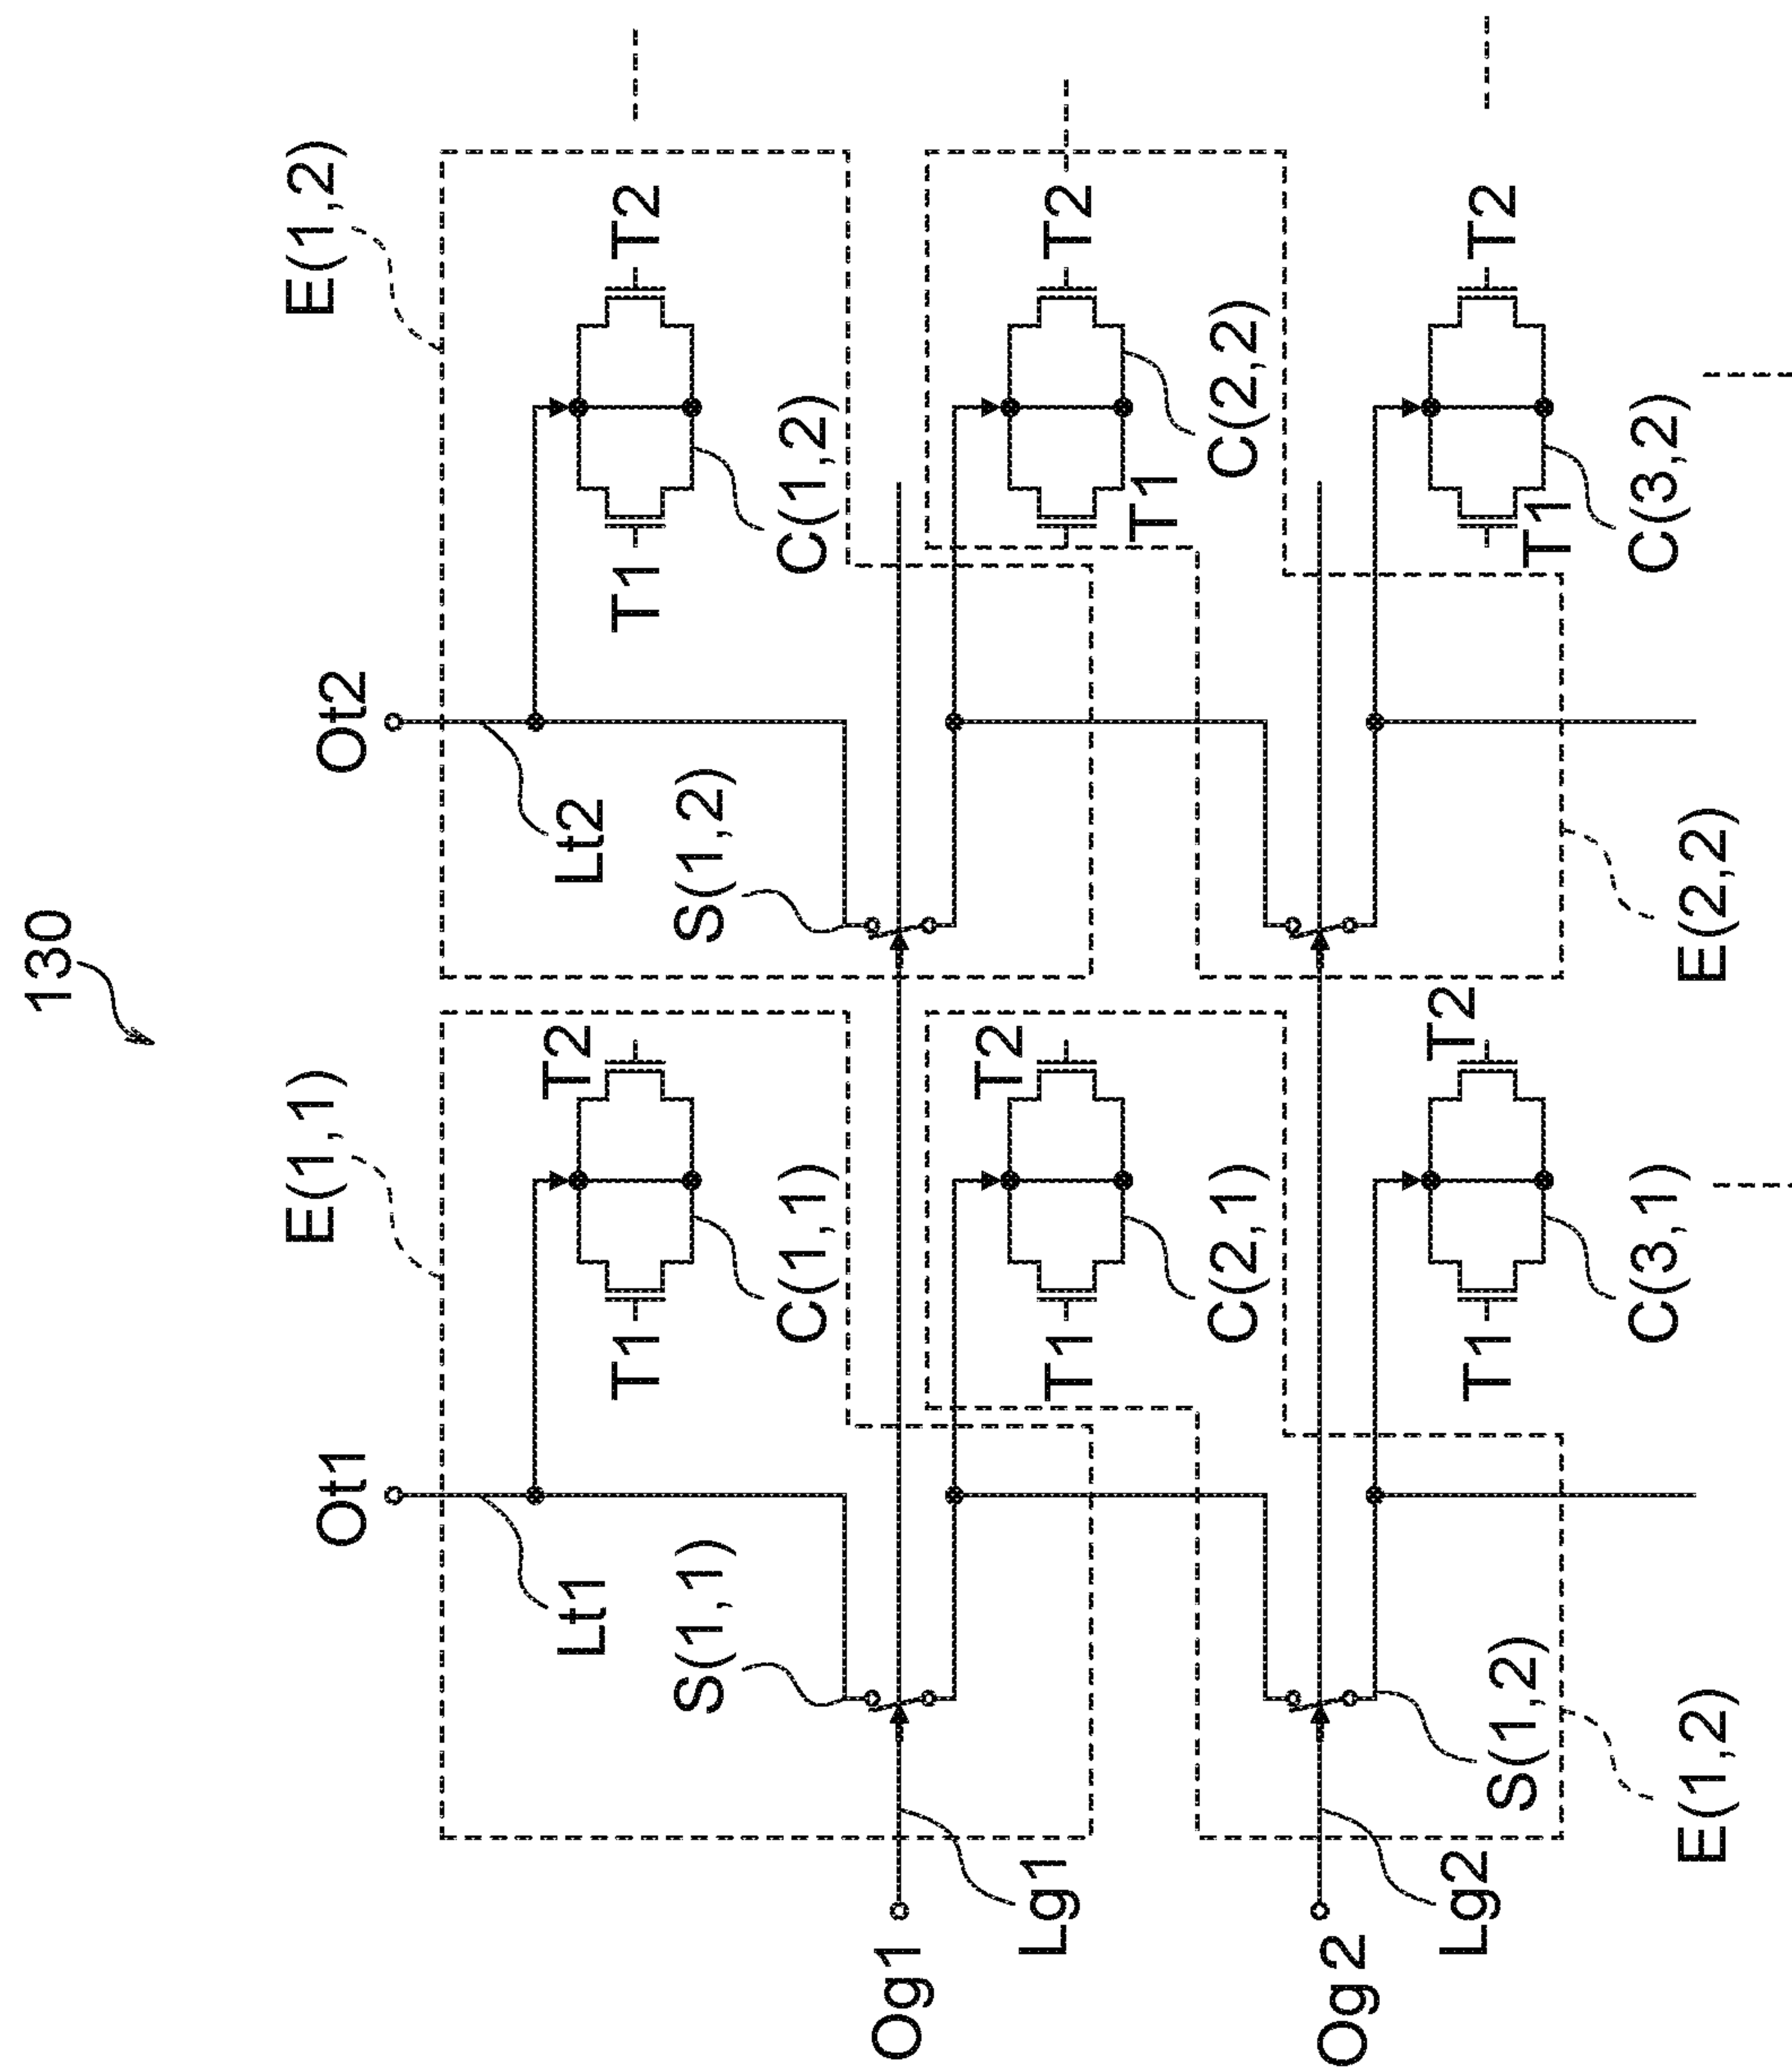 130
E(1,1)
E(1,2)
Ot1
Ot2
Lt1
T2
Lt2
T1
T2
T1
S(1,1)
C(1,1)
S(1,2)
C(1,2)
Og1
Lg1
T2
T1
C(2,1)
T2
T1
C(2,2)
Og2
Lg2
S(1,2)
T2
T1
C(3,1)
T2
T1
C(3,2)
E(1,2)
E(2,2)